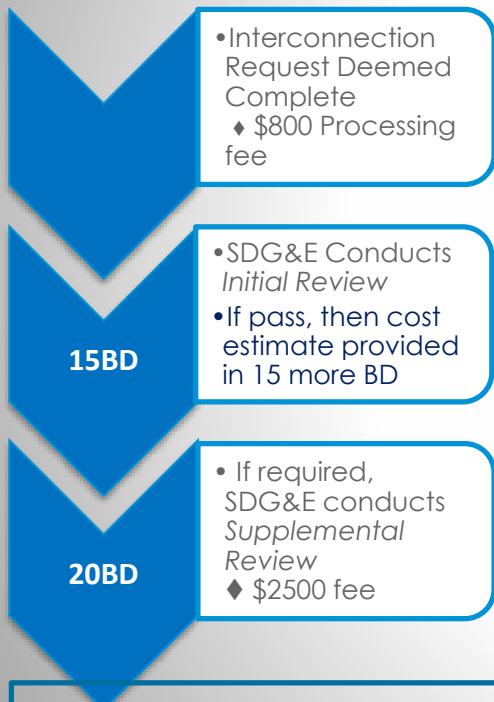 •Interconnection
Request Deemed
Complete
♦ $800 Processing
fee
15BD
•SDG&E Conducts
Initial Review
•If pass, then cost
estimate provided
in 15 more BD
20BD
• If required,
SDG&E conducts
Supplemental
Review
♦ $2500 fee